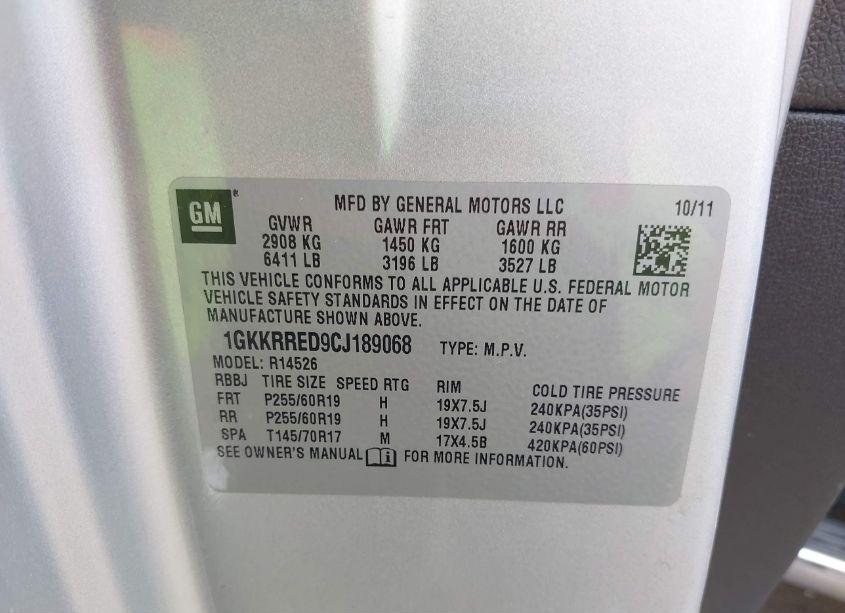 GM ® MFD BY GENERAL MOTORS LLC 10/11
GVWR GAWR FRT GAWR RR
2908 KG 1450 KG 1600 KG
6411 LB 3196 LB 3527 LB
THIS VEHICLE CONFORMS TO ALL APPLICABLE U.S. FEDERAL MOTOR
VEHICLE SAFETY STANDARDS IN EFFECT ON THE DATE OF
MANUFACTURE SHOWN ABOVE.
1GKKRRED9CJ189068 TYPE: M.P.V.
MODEL: R14526
RBBJ TIRE SIZE SPEED RTG RIM COLD TIRE PRESSURE
FRT P255/60R19 H 19X7.5J 240KPA(35PSI)
RR P255/60R19 H 19X7.5J 240KPA(35PSI)
SPA T145/70R17 M 17X4.5B 420KPA(60PSI)
SEE OWNER'S MANUAL FOR MORE INFORMATION.